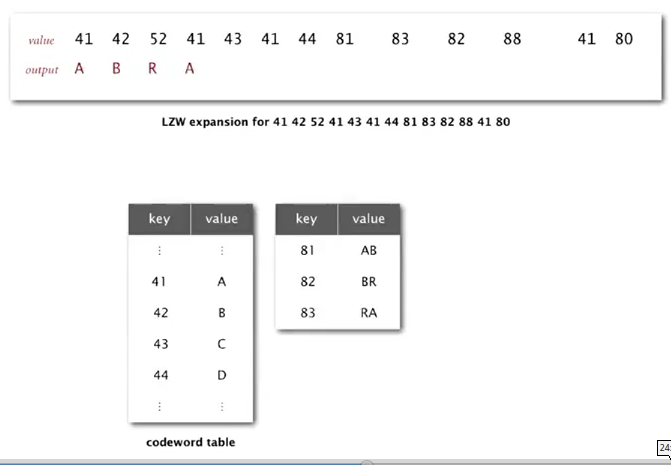 value 41 42 52 41 43 41 44 81 83 82 88 41 80
output A B R A
LZW expansion for 41 42 52 41 43 41 44 81 83 82 88 41 80
key value
⋮ ⋮
41 A
42 B
43 C
44 D
⋮ ⋮
codeword table
key value
81 AB
82 BR
83 RA